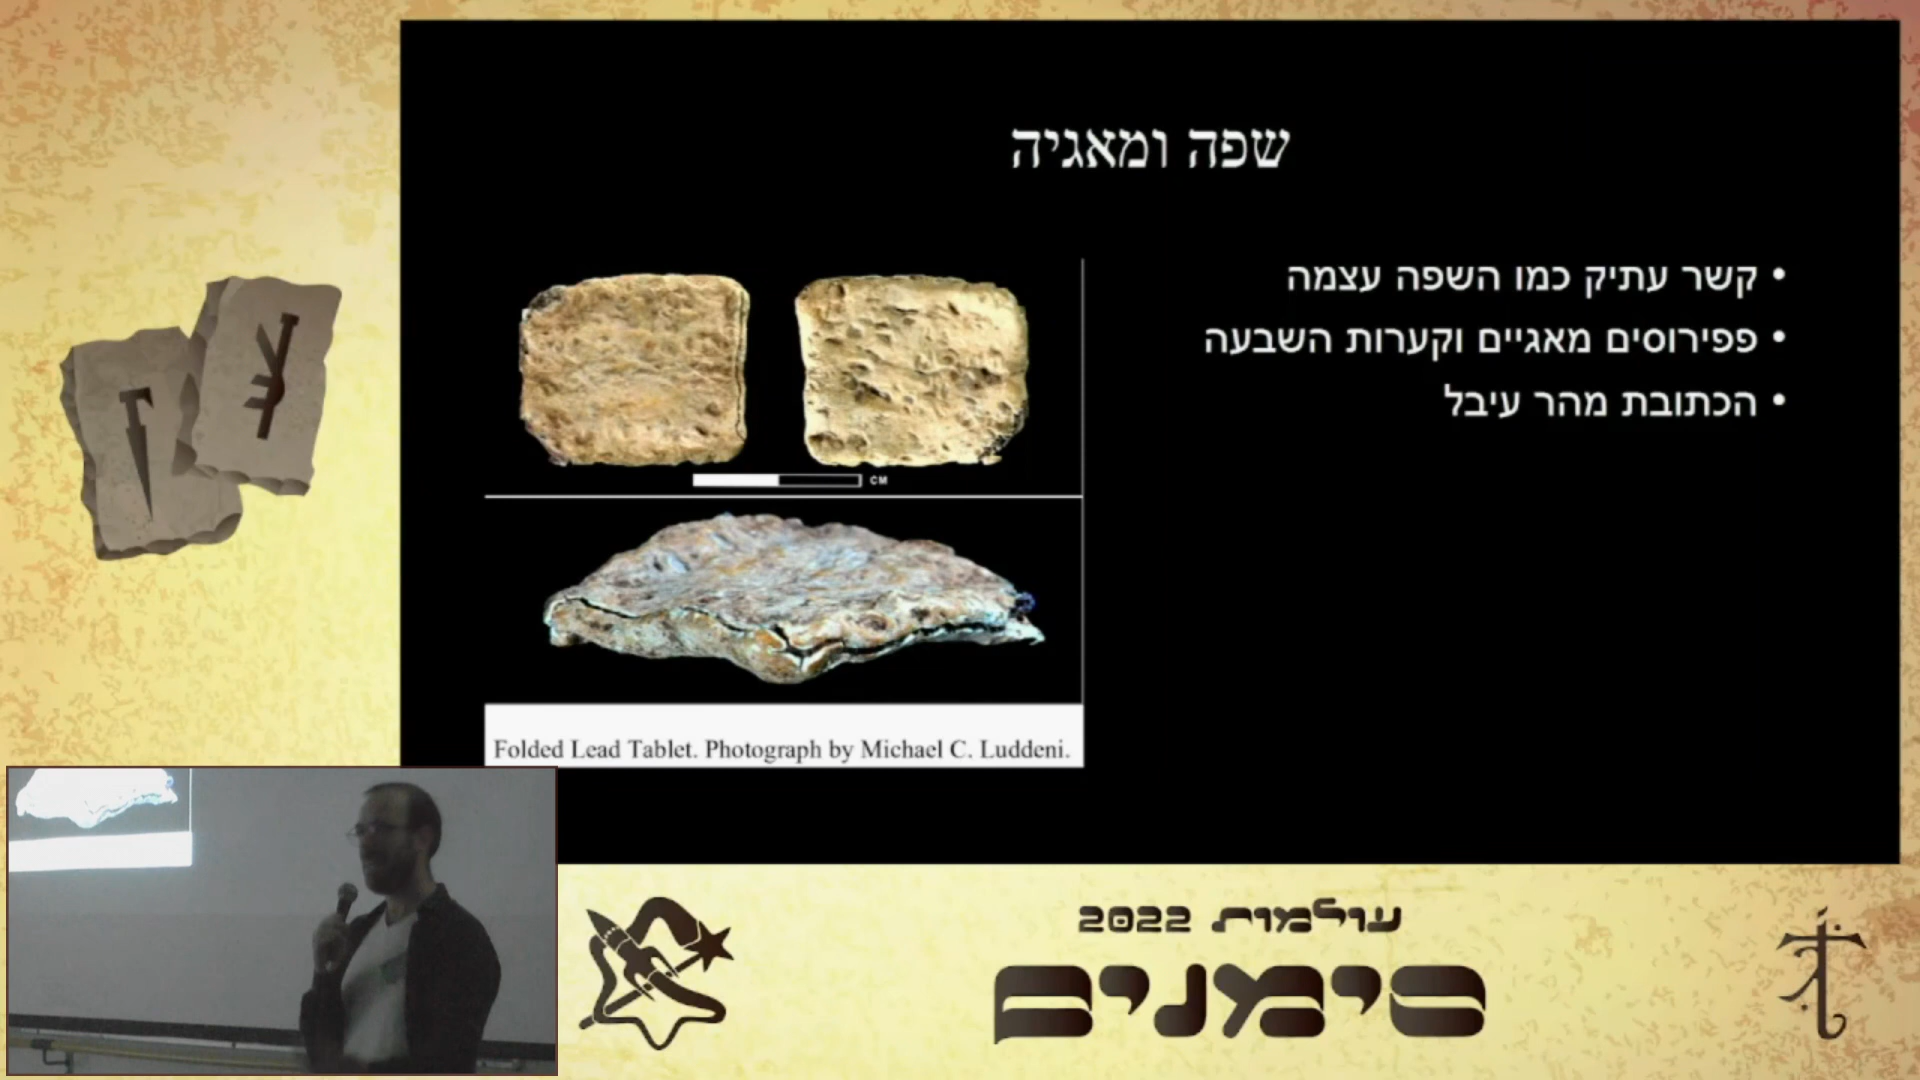 שפה ומאגיה
• קשר עתיק כמו השפה עצמה
• פפירוסים מאגיים וקערות השבעה
• הכתובת מהר עיבל
CM
Folded Lead Tablet. Photograph by Michael C. Luddeni.
עולמות 2022
סימנים